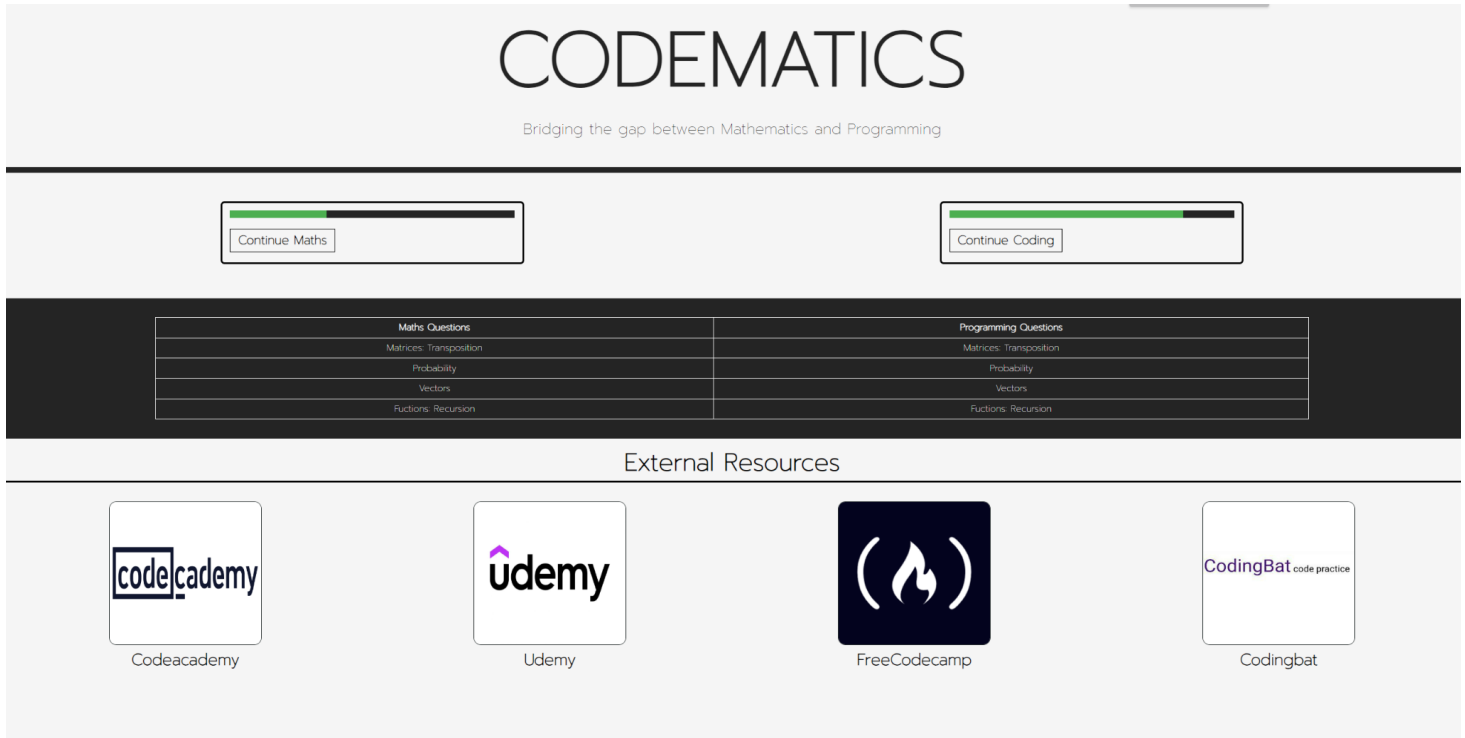 CODEMATICS
Bridging the gap between Mathematics and Programming
Continue Maths
Continue Coding
Maths Questions Programming Questions
Matrices: Transposition Matrices: Transposition
Probability Probability
Vectors Vectors
Fuctions: Recursion Fuctions: Recursion
External Resources
code cademy
udemy
CodingBat code practice
Codeacademy
Udemy
FreeCodecamp
Codingbat